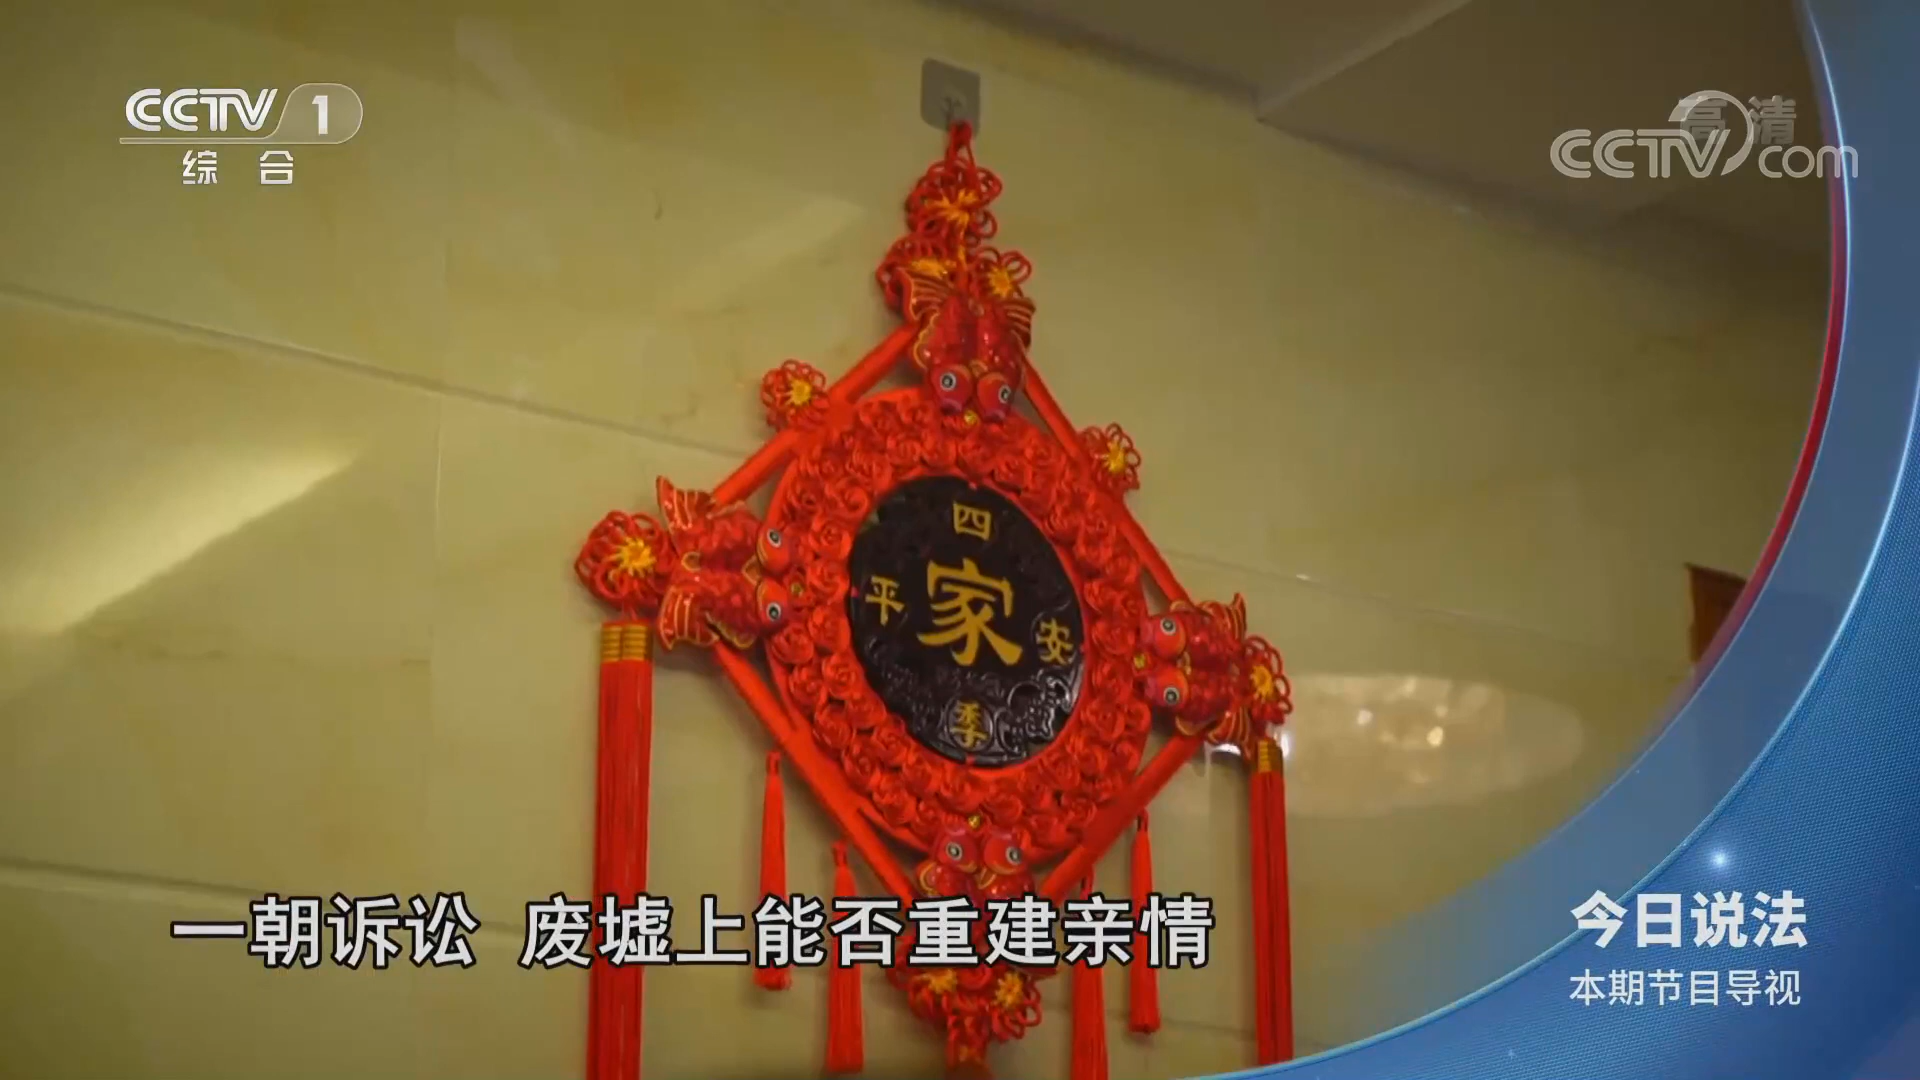 CCTV 1
综合
高清
CCTV com
四
平 家 安
季
一朝诉讼 废墟上能否重建亲情
今日说法
本期节目导视